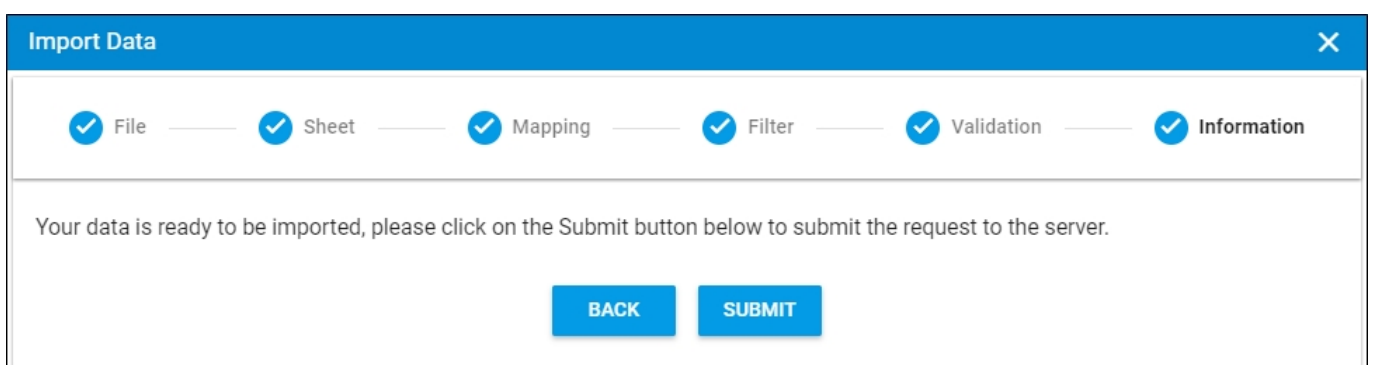 Import Data
File Sheet Mapping Filter Validation Information
Your data is ready to be imported, please click on the Submit button below to submit the request to the server.
BACK SUBMIT